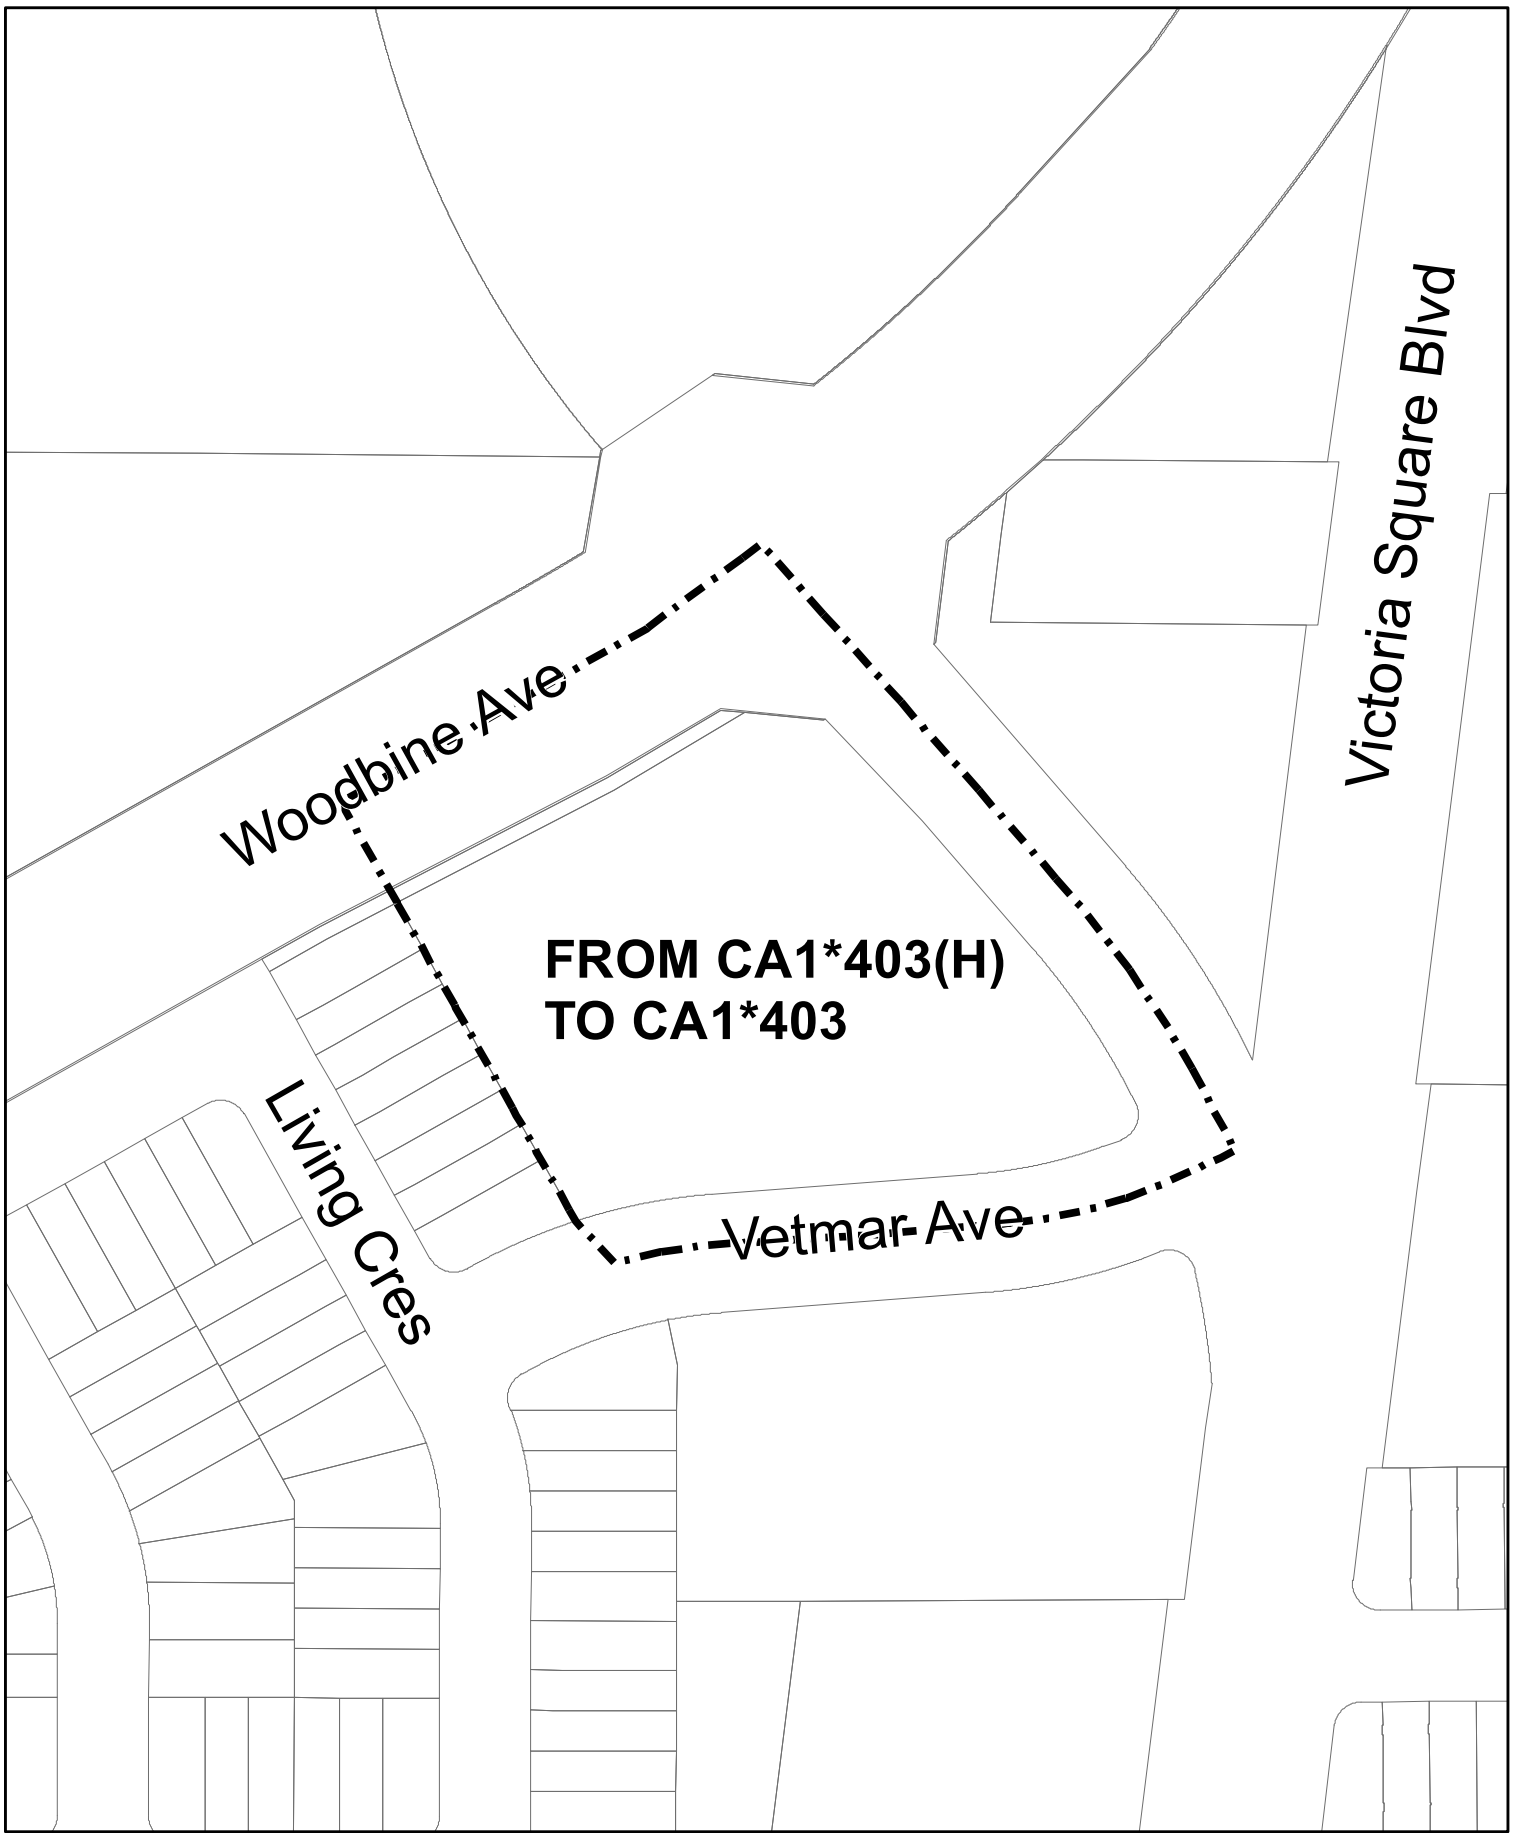 Victoria Square Blvd
Woodbine Ave
FROM CA1*403(H)
TO CA1*403
Living Cres
Vetmar Ave